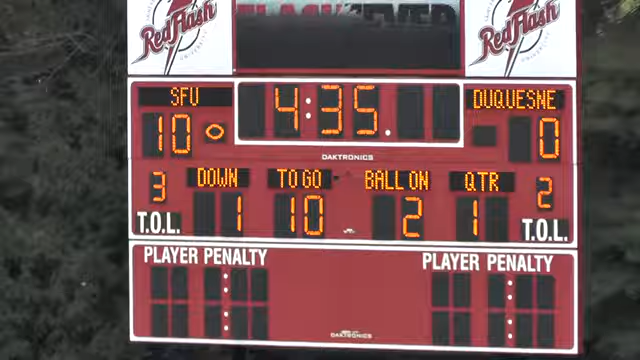 Red Flash
Red Flash
SFU 4:35. DUQUESNE
10 0
DAKTRONICS
3 DOWN TO GO BALL ON QTR 2
T.O.L. 1 10 2 1 T.O.L.
PLAYER PENALTY PLAYER PENALTY
DAKTRONICS